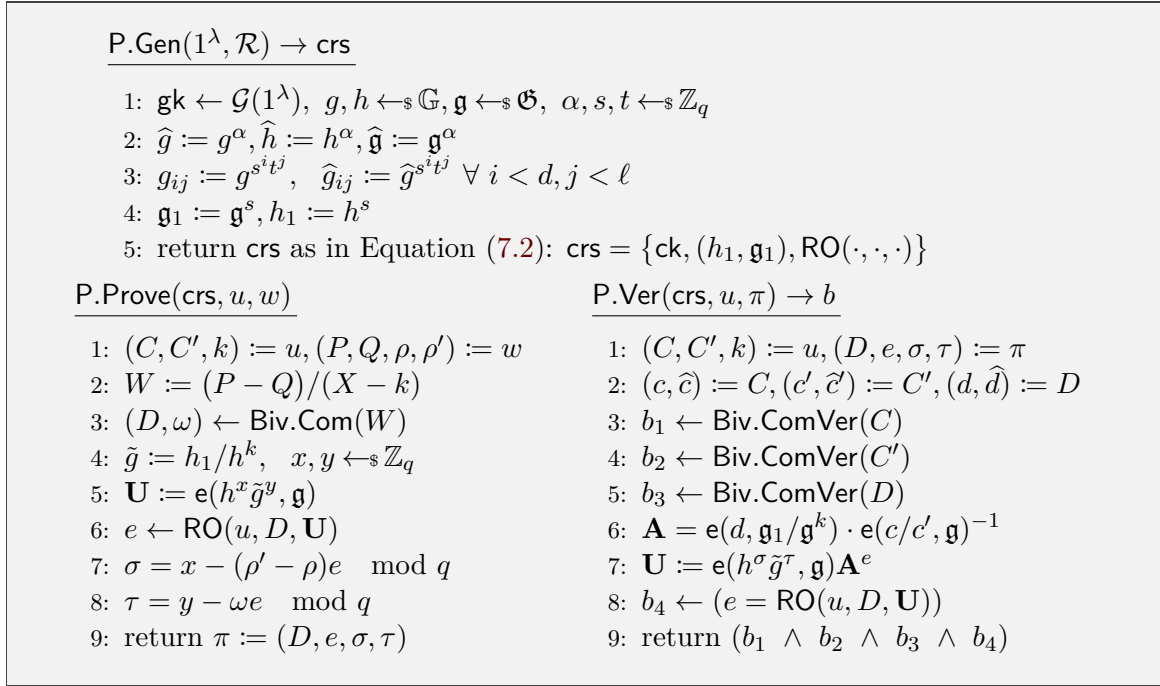 P.Gen(1^λ, R) → crs
1: gk ← G(1^λ), g, h ←$ 𝔾, 𝔤 ←$ 𝕲, α, s, t ←$ ℤ_q
2: ĝ := g^α, ĥ := h^α, 𝔤̂ := 𝔤^α
3: g_ij := g^{s^i t^j}, ĝ_ij := ĝ^{s^i t^j} ∀ i < d, j < ℓ
4: 𝔤_1 := 𝔤^s, h_1 := h^s
5: return crs as in Equation (7.2): crs = {ck, (h_1, 𝔤_1), RO(·, ·, ·)}
P.Prove(crs, u, w)
1: (C, C′, k) := u, (P, Q, ρ, ρ′) := w
2: W := (P − Q)/(X − k)
3: (D, ω) ← Biv.Com(W)
4: g̃ := h_1/h^k, x, y ←$ ℤ_q
5: U := e(h^x g̃^y, 𝔤)
6: e ← RO(u, D, U)
7: σ = x − (ρ′ − ρ)e mod q
8: τ = y − ωe mod q
9: return π := (D, e, σ, τ)
P.Ver(crs, u, π) → b
1: (C, C′, k) := u, (D, e, σ, τ) := π
2: (c, ĉ) := C, (c′, ĉ′) := C′, (d, d̂) := D
3: b_1 ← Biv.ComVer(C)
4: b_2 ← Biv.ComVer(C′)
5: b_3 ← Biv.ComVer(D)
6: A = e(d, 𝔤_1/𝔤^k) · e(c/c′, 𝔤)^{−1}
7: U := e(h^σ g̃^τ, 𝔤)A^e
8: b_4 ← (e = RO(u, D, U))
9: return (b_1 ∧ b_2 ∧ b_3 ∧ b_4)